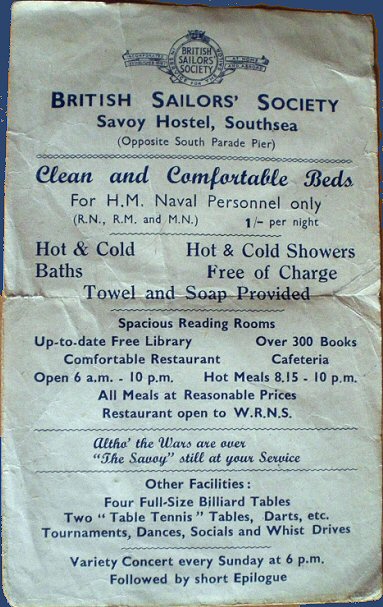 BRITISH
SAILORS'
SOCIETY
BRITISH SAILORS' SOCIETY
Savoy Hostel, Southsea
(Opposite South Parade Pier)
Clean and Comfortable Beds
For H.M. Naval Personnel only
(R.N., R.M. and M.N.) 1/- per night
Hot & Cold Hot & Cold Showers
Baths Free of Charge
Towel and Soap Provided
Spacious Reading Rooms
Up-to-date Free Library Over 300 Books
Comfortable Restaurant Cafeteria
Open 6 a.m. - 10 p.m. Hot Meals 8.15 - 10 p.m.
All Meals at Reasonable Prices
Restaurant open to W.R.N.S.
Altho' the Wars are over
"The Savoy" still at your Service
Other Facilities :
Four Full-Size Billiard Tables
Two " Table Tennis " Tables, Darts, etc.
Tournaments, Dances, Socials and Whist Drives
Variety Concert every Sunday at 6 p.m.
Followed by short Epilogue